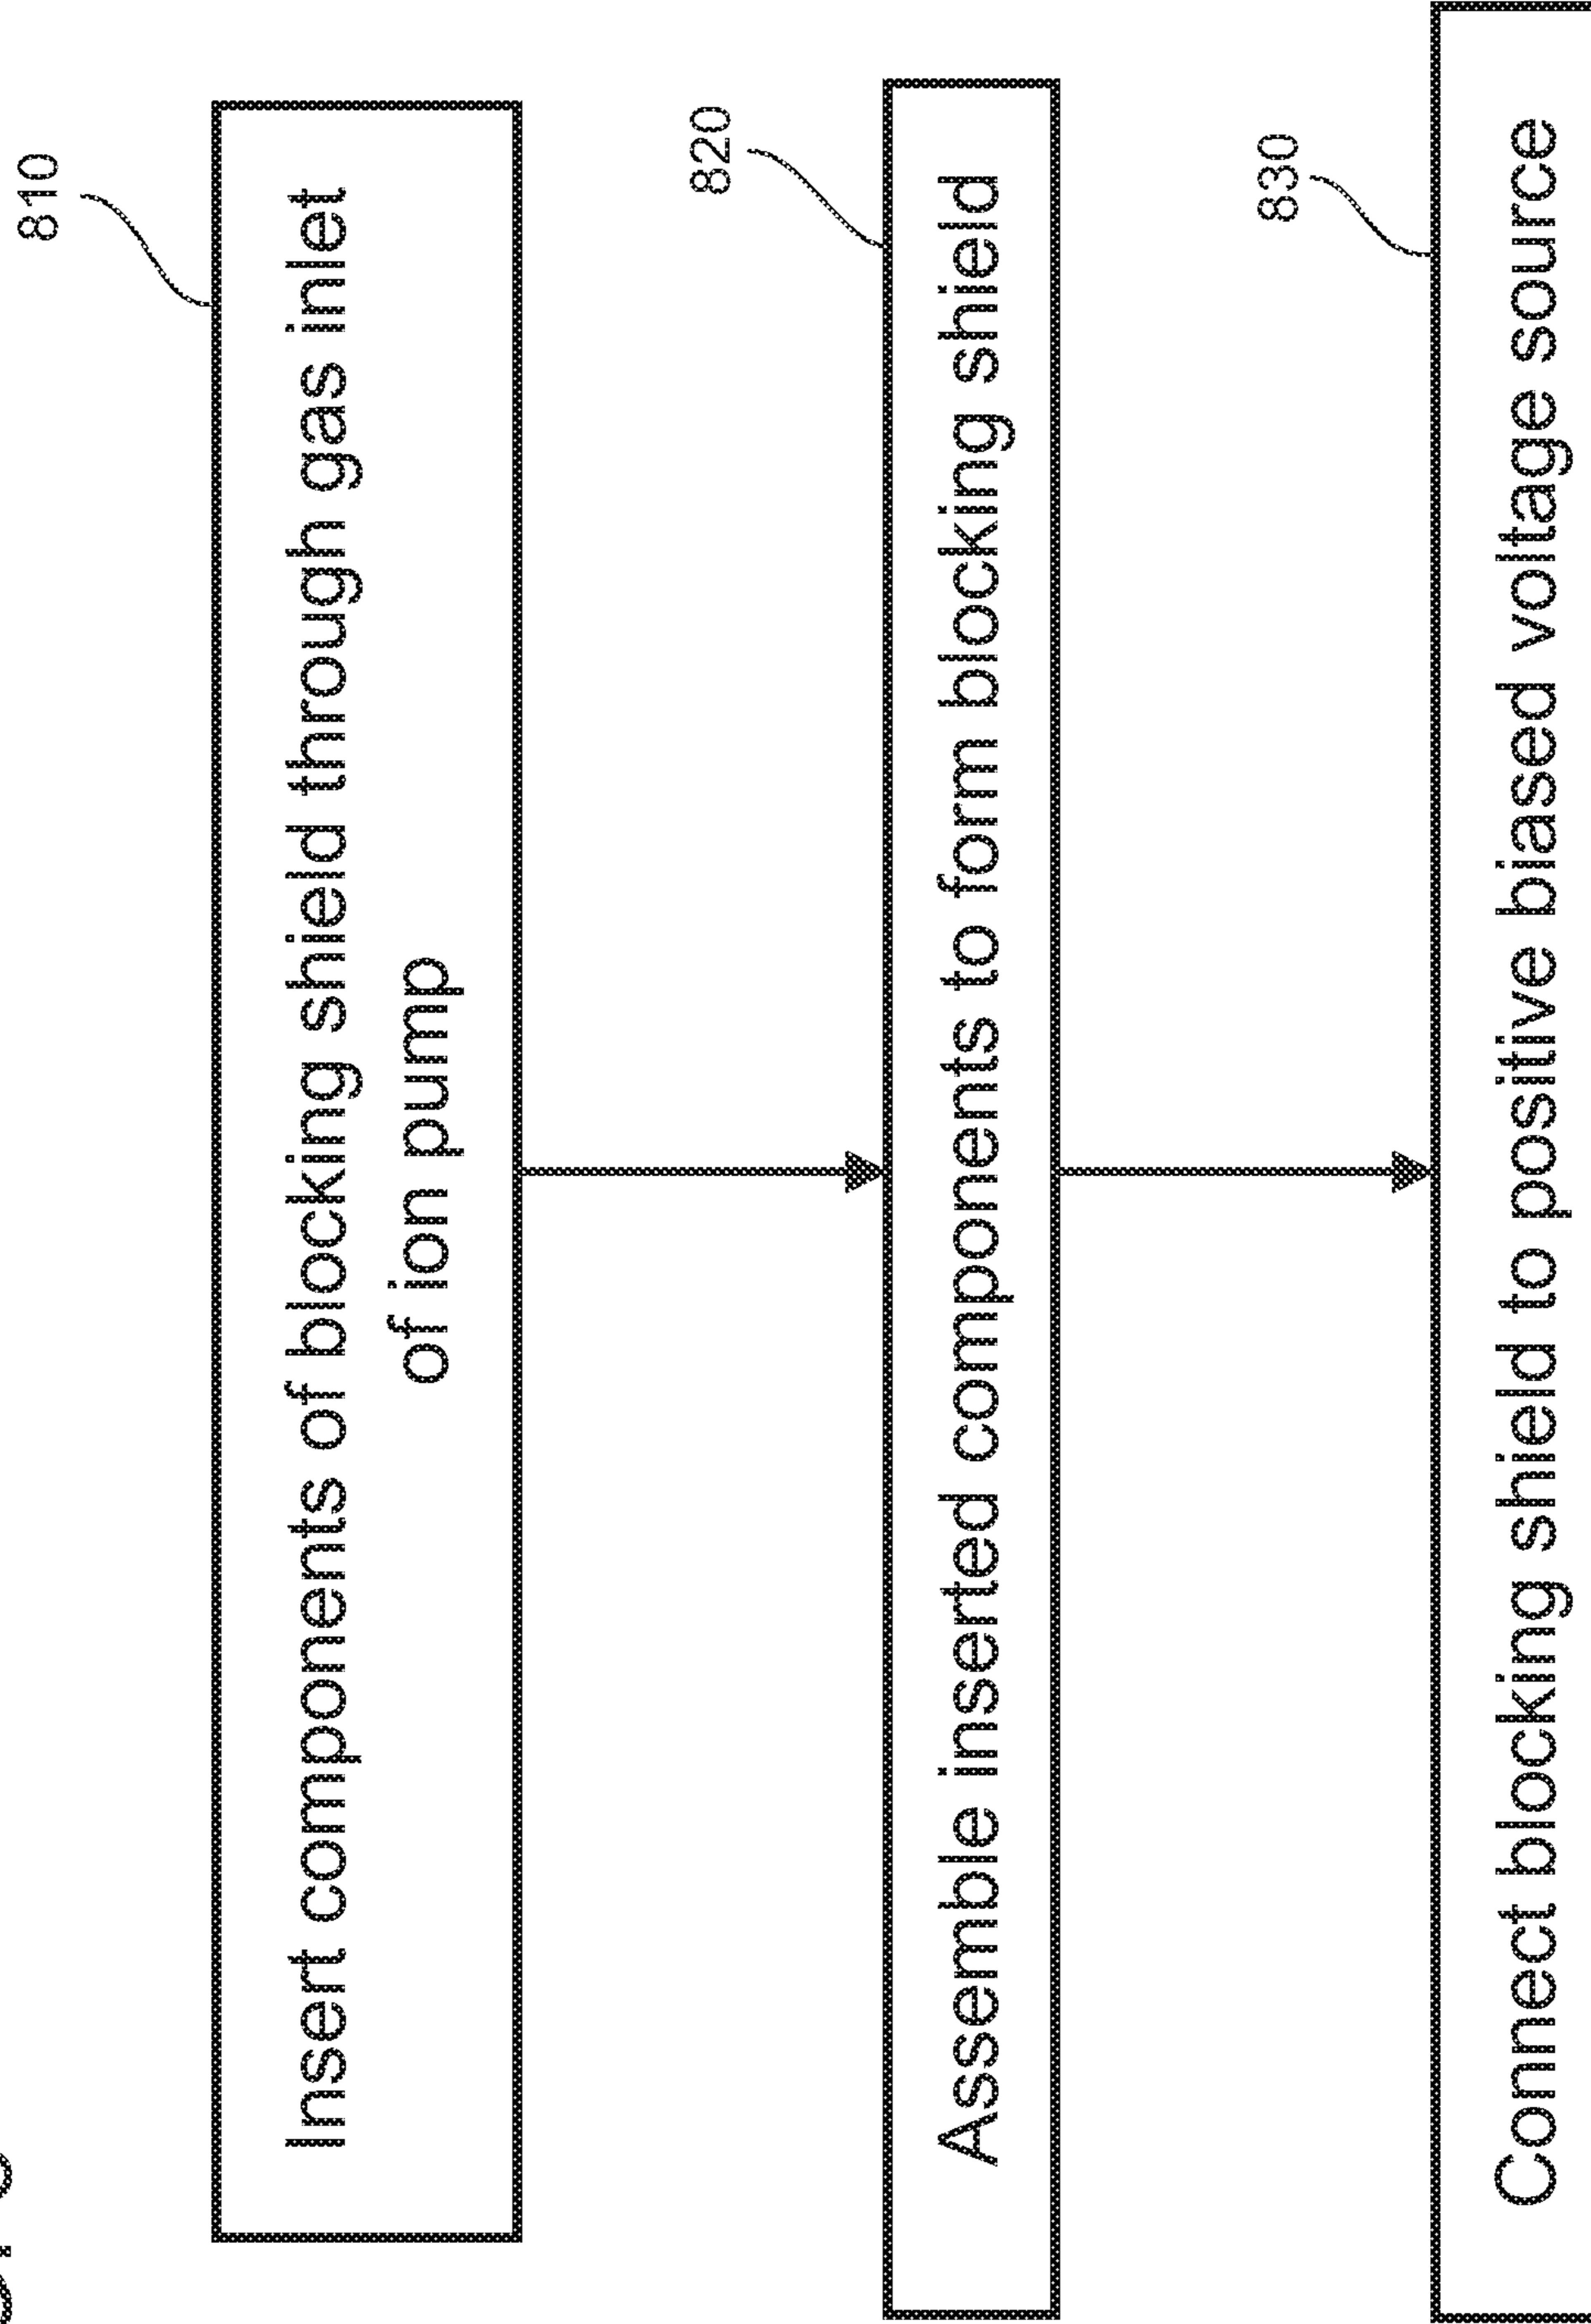 810
Insert components of blocking shield through gas inlet
of ion pump
820
Assemble inserted components to form blocking shield
830
Connect blocking shield to positive biased voltage source